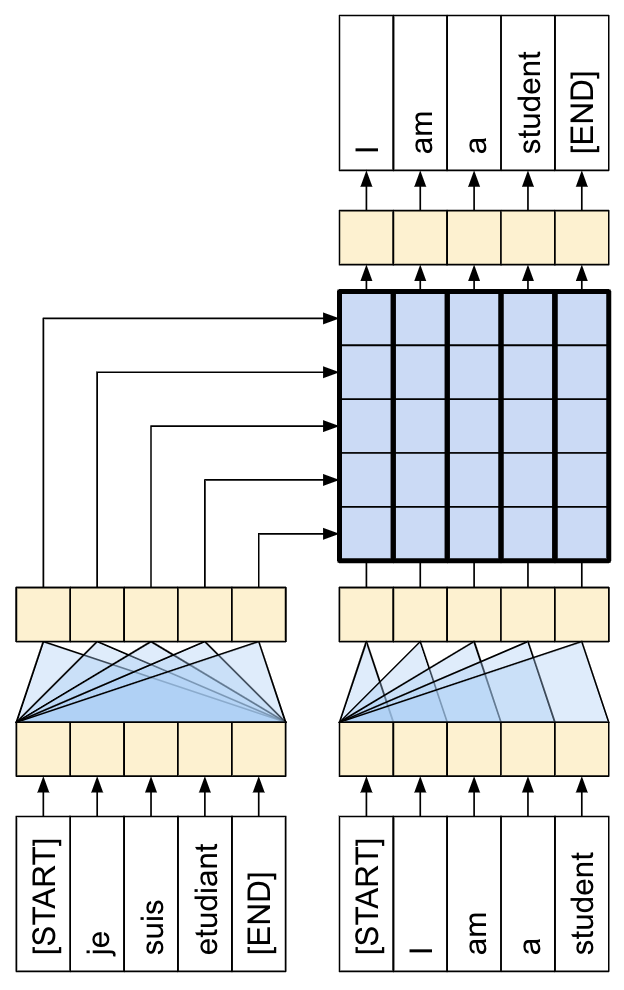 I
am
a
student
[END]
[START]
je
suis
etudiant
[END]
[START]
I
am
a
student